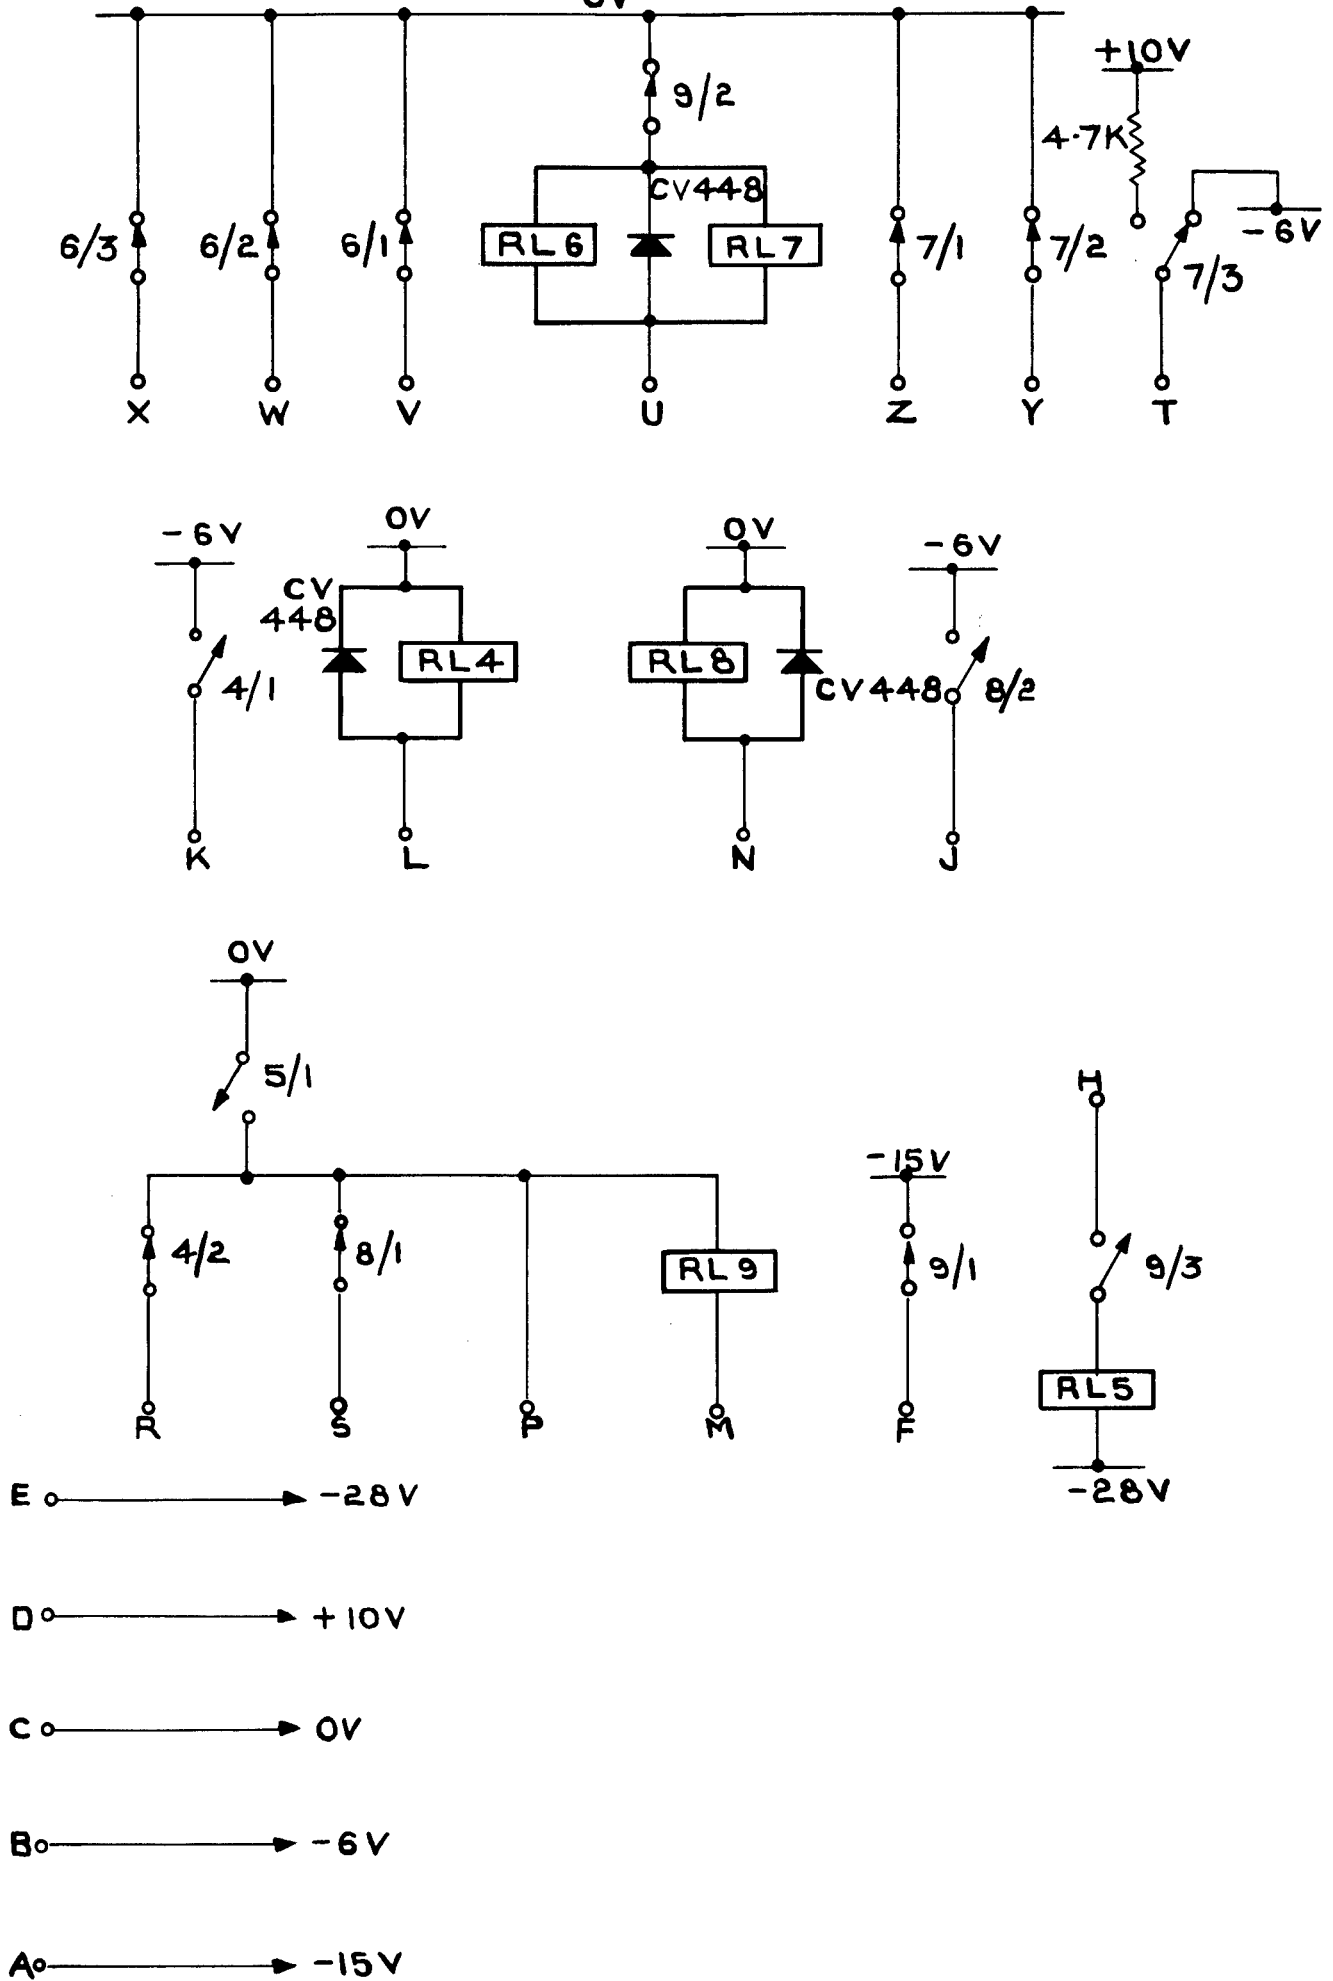 +10V
9/2
4.7K
CV448
-6V
6/3
6/2
6/1
RL6
RL7
7/1
7/2
7/3
X
W
V
U
Z
Y
T
-6V
0V
0V
-6V
CV
448
RL4
RL8
4/1
CV448
8/2
K
L
N
J
0V
5/1
H
-15V
4/2
8/1
RL9
9/1
9/3
RL5
R
S
P
M
F
-28V
E
-28V
D
+10V
C
0V
B
-6V
A
-15V